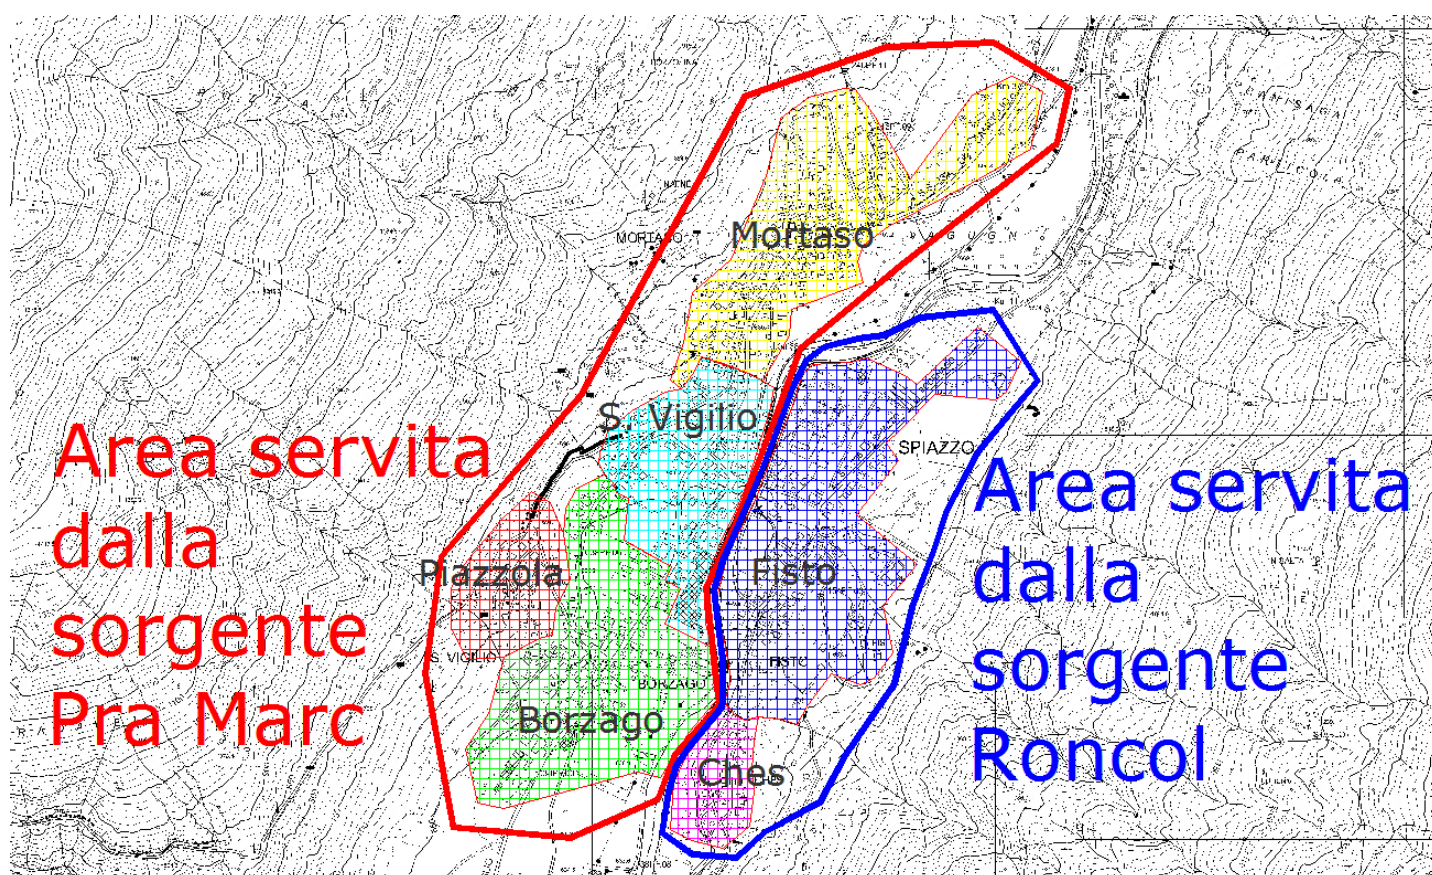 Mortaso
MORTASO
S. Vigilio
SPIAZZO
Area servita
dalla
sorgente
Pra Marc
Area servita
dalla
sorgente
Roncol
Piazzola
Fisto
S. VIGILIO
FISTO
BORZAGO
Borzago
Ches